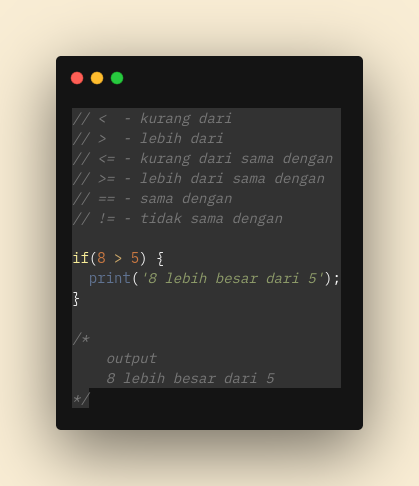 // <  - kurang dari
// >  - lebih dari
// <= - kurang dari sama dengan
// >= - lebih dari sama dengan
// == - sama dengan
// != - tidak sama dengan
if(8 > 5) {
  print('8 lebih besar dari 5');
}
/*
    output
    8 lebih besar dari 5
*/